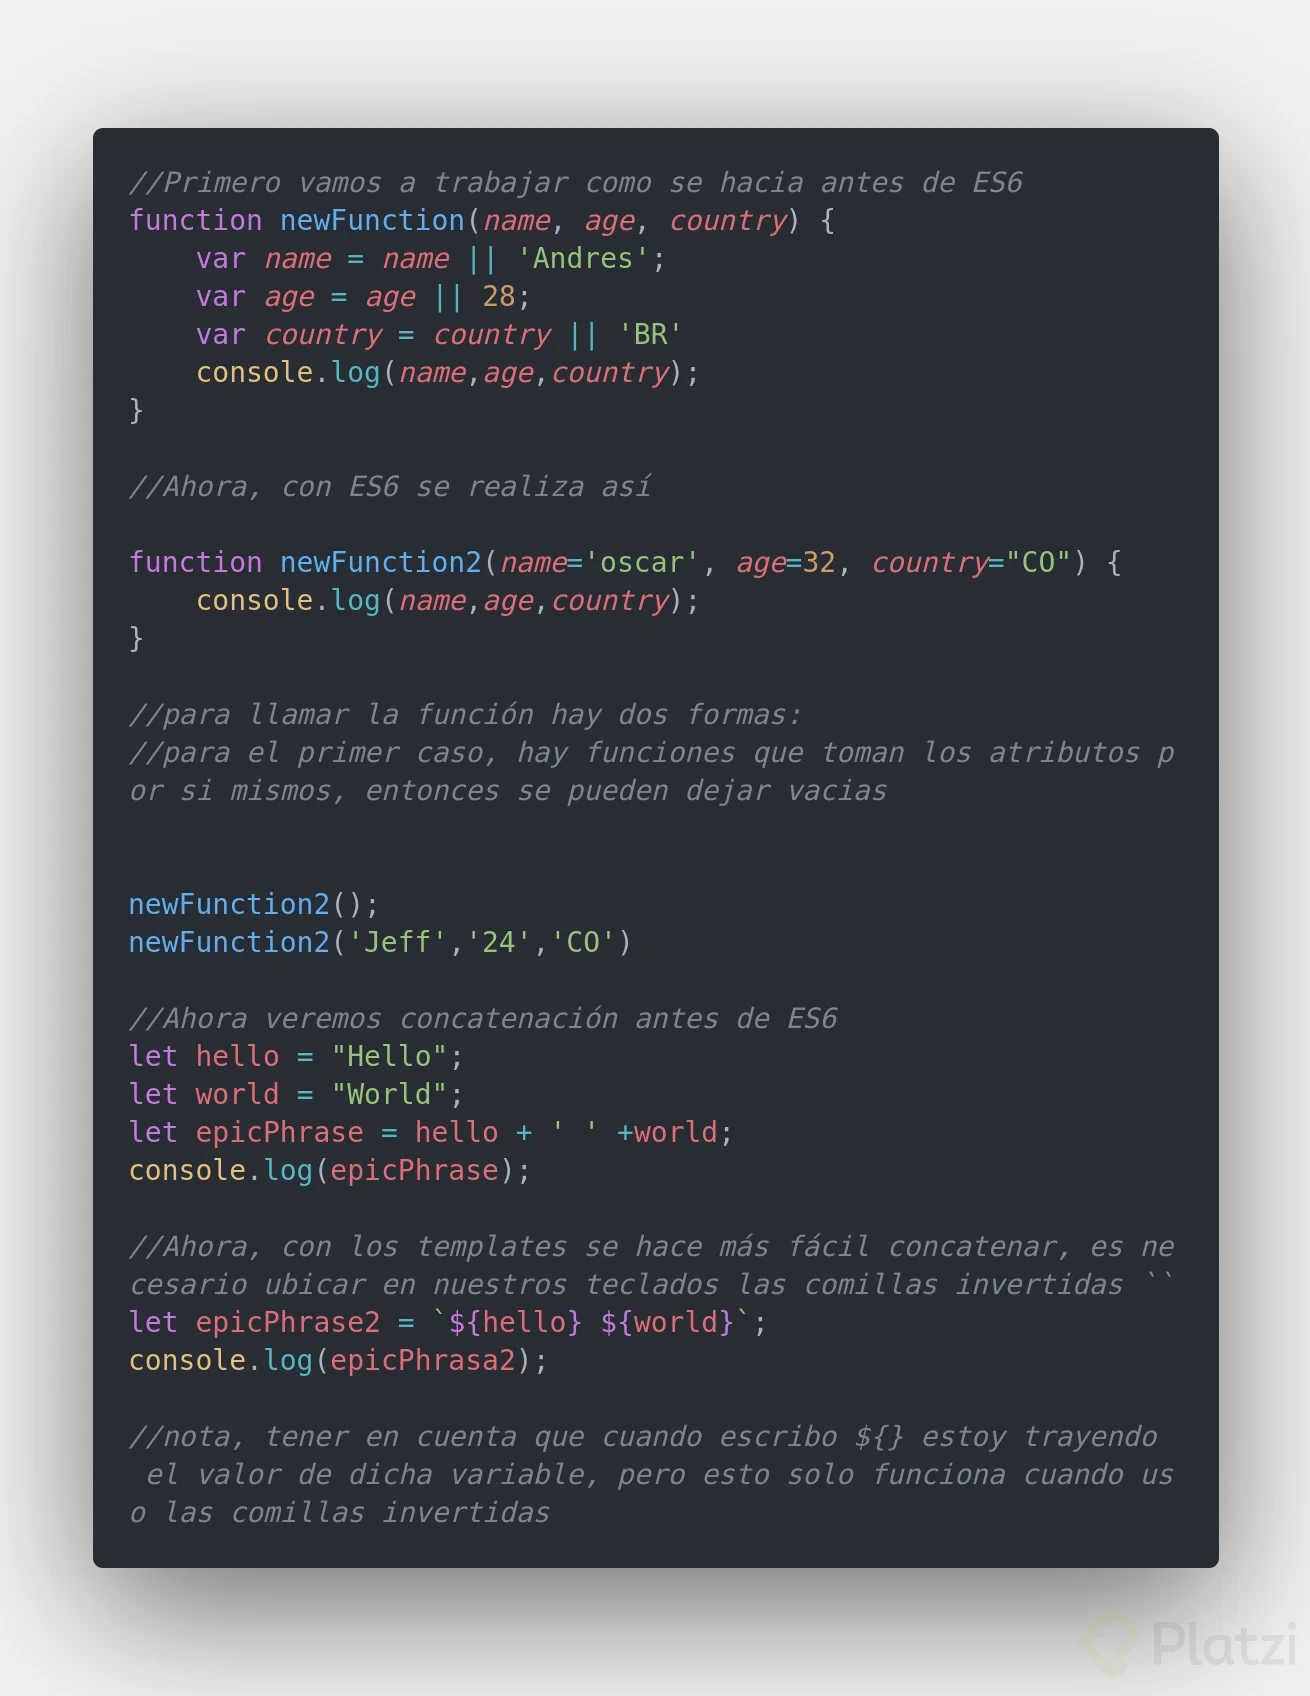 //Primero vamos a trabajar como se hacia antes de ES6
function newFunction(name, age, country) {
    var name = name || 'Andres';
    var age = age || 28;
    var country = country || 'BR'
    console.log(name,age,country);
}

//Ahora, con ES6 se realiza así

function newFunction2(name='oscar', age=32, country="CO") {
    console.log(name,age,country);
}

//para llamar la función hay dos formas:
//para el primer caso, hay funciones que toman los atributos p
or si mismos, entonces se pueden dejar vacias

newFunction2();
newFunction2('Jeff','24','CO')

//Ahora veremos concatenación antes de ES6
let hello = "Hello";
let world = "World";
let epicPhrase = hello + ' ' +world;
console.log(epicPhrase);

//Ahora, con los templates se hace más fácil concatenar, es ne
cesario ubicar en nuestros teclados las comillas invertidas ``
let epicPhrase2 = `${hello} ${world}`;
console.log(epicPhrasa2);

//nota, tener en cuenta que cuando escribo ${} estoy trayendo
 el valor de dicha variable, pero esto solo funciona cuando us
o las comillas invertidas
Platzi